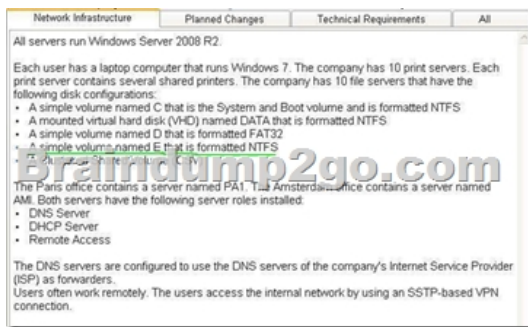 Network Infrastructure
Planned Changes
Technical Requirements
All
All servers run Windows Server 2008 R2.
Each user has a laptop computer that runs Windows 7. The company has 10 print servers. Each
print server contains several shared printers. The company has 10 file servers that have the
following disk configurations:
• A simple volume named C that is the System and Boot volume and is formatted NTFS
• A mounted virtual hard disk (VHD) named DATA that is formatted NTFS
• A simple volume named D that is formatted FAT32
• A simple volume named E that is formatted NTFS
Braindump2go.com
The Paris office contains a server named PA1. The Amsterdam office contains a server named
AMI. Both servers have the following server roles installed:
• DNS Server
• DHCP Server
• Remote Access
The DNS servers are configured to use the DNS servers of the company's Internet Service Provider
(ISP) as forwarders.
Users often work remotely. The users access the internal network by using an SSTP-based VPN
connection.